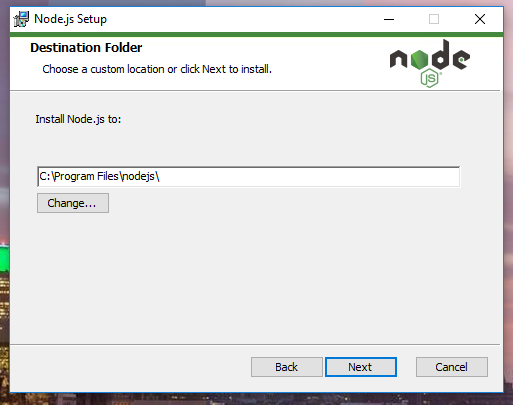 Node.js Setup
Destination Folder
Choose a custom location or click Next to install.
node
JS
Install Node.js to:
C:\Program Files\nodejs\
Change...
Back
Next
Cancel